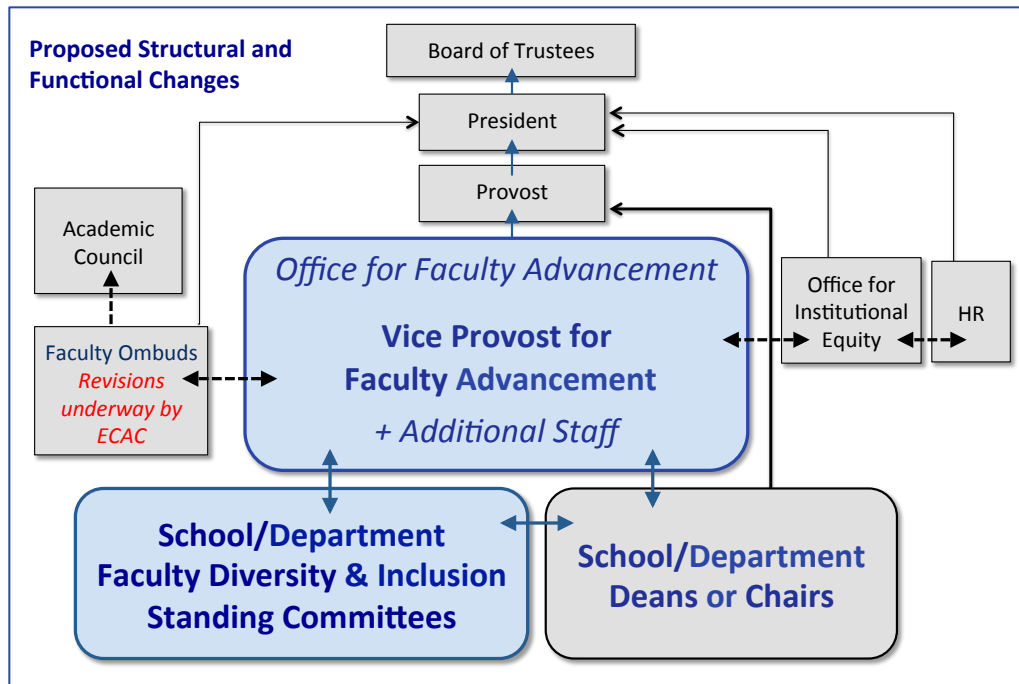 Proposed Structural and
Functional Changes
Board of Trustees
President
Provost
Academic
Council
Office for Faculty Advancement
Vice Provost for
Faculty Advancement
+ Additional Staff
Office for
Institutional
Equity
HR
Faculty Ombuds
Revisions
underway by
ECAC
School/Department
Faculty Diversity & Inclusion
Standing Committees
School/Department
Deans or Chairs